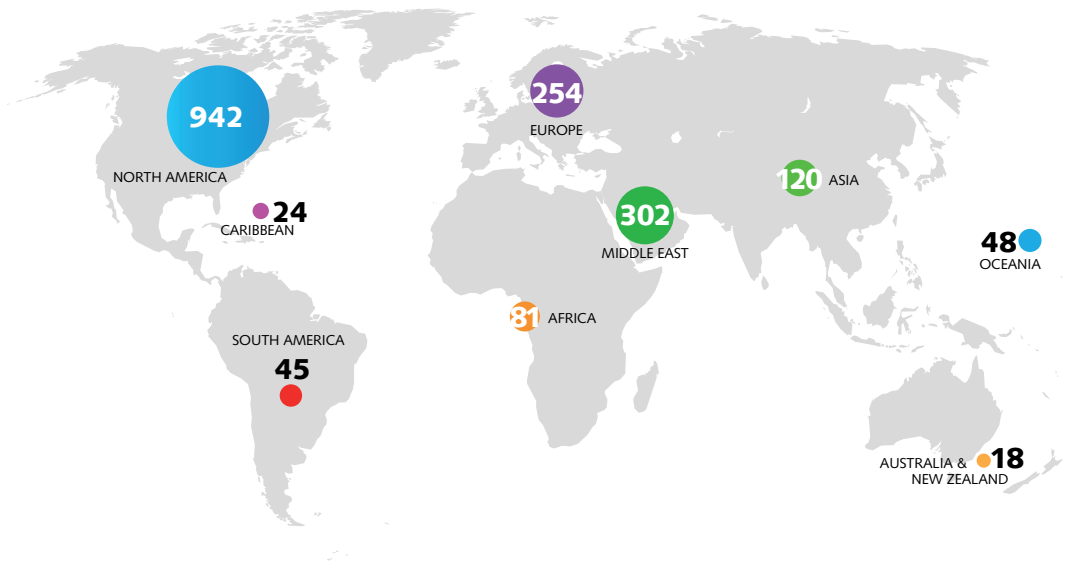 942
NORTH AMERICA
24
CARIBBEAN
SOUTH AMERICA
45
254
EUROPE
302
MIDDLE EAST
81 AFRICA
120 ASIA
48
OCEANIA
18
AUSTRALIA &
NEW ZEALAND